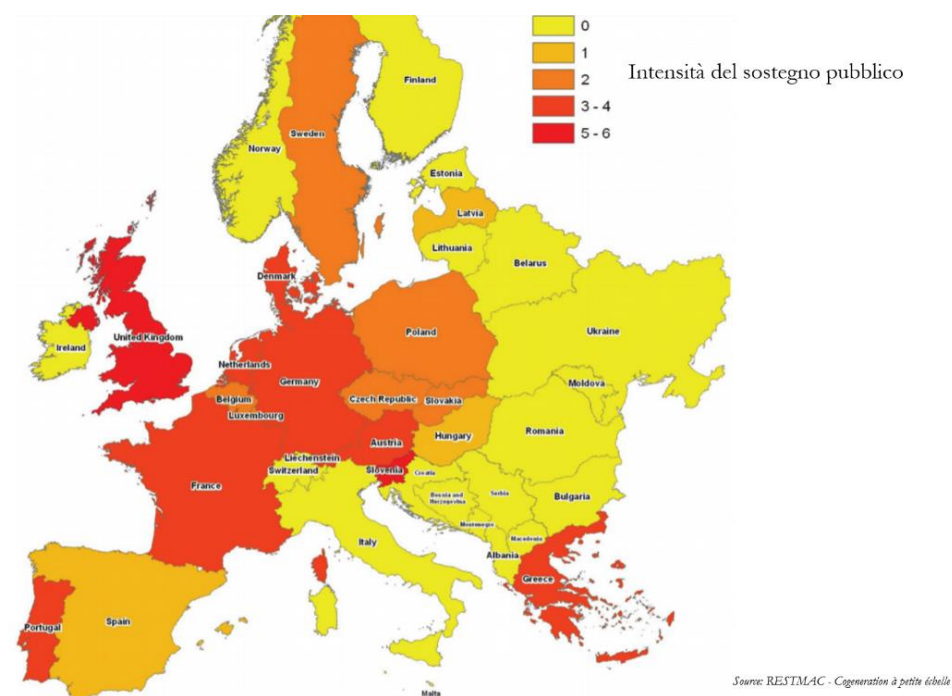 0
1
2
3 - 4
5 - 6
Intensità del sostegno pubblico
Finland
Sweden
Norway
Estonia
Latvia
Lithuania
Belarus
Denmark
Ukraine
Poland
United Kingdom
Ireland
Netherlands
Germany
Moldova
Belgium
Czech Republic
Slovakia
Luxembourg
Romania
Hungary
Austria
Liechenstein
Switzerland
Slovenia
Croatia
France
Bosnia and
Herzegovina
Serbia
Bulgaria
Montenegro
Macedonia
Italy
Albania
Greece
Portugal
Spain
Source: RESTMAC - Cogeneration à petite échelle
Malta